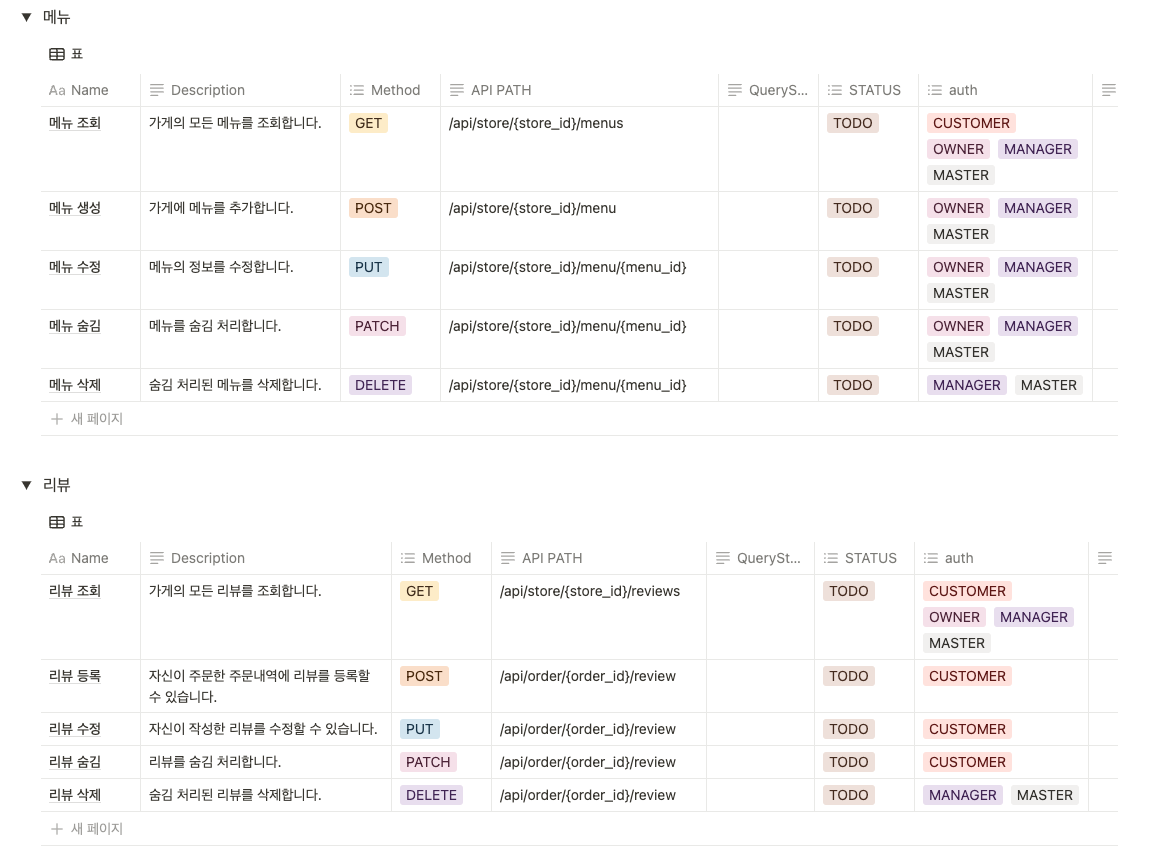 메뉴
표
Aa Name Description Method API PATH QueryS... STATUS auth
메뉴 조회 가게의 모든 메뉴를 조회합니다. GET /api/store/{store_id}/menus TODO CUSTOMER
OWNER MANAGER
MASTER
메뉴 생성 가게에 메뉴를 추가합니다. POST /api/store/{store_id}/menu TODO OWNER MANAGER
MASTER
메뉴 수정 메뉴의 정보를 수정합니다. PUT /api/store/{store_id}/menu/{menu_id} TODO OWNER MANAGER
MASTER
메뉴 숨김 메뉴를 숨김 처리합니다. PATCH /api/store/{store_id}/menu/{menu_id} TODO OWNER MANAGER
MASTER
메뉴 삭제 숨김 처리된 메뉴를 삭제합니다. DELETE /api/store/{store_id}/menu/{menu_id} TODO MANAGER MASTER
+ 새 페이지
리뷰
표
Aa Name Description Method API PATH QuerySt... STATUS auth
리뷰 조회 가게의 모든 리뷰를 조회합니다. GET /api/store/{store_id}/reviews TODO CUSTOMER
OWNER MANAGER
MASTER
리뷰 등록 자신이 주문한 주문내역에 리뷰를 등록할 POST /api/order/{order_id}/review TODO CUSTOMER
수 있습니다.
리뷰 수정 자신이 작성한 리뷰를 수정할 수 있습니다. PUT /api/order/{order_id}/review TODO CUSTOMER
리뷰 숨김 리뷰를 숨김 처리합니다. PATCH /api/order/{order_id}/review TODO CUSTOMER
리뷰 삭제 숨김 처리된 리뷰를 삭제합니다. DELETE /api/order/{order_id}/review TODO MANAGER MASTER
+ 새 페이지